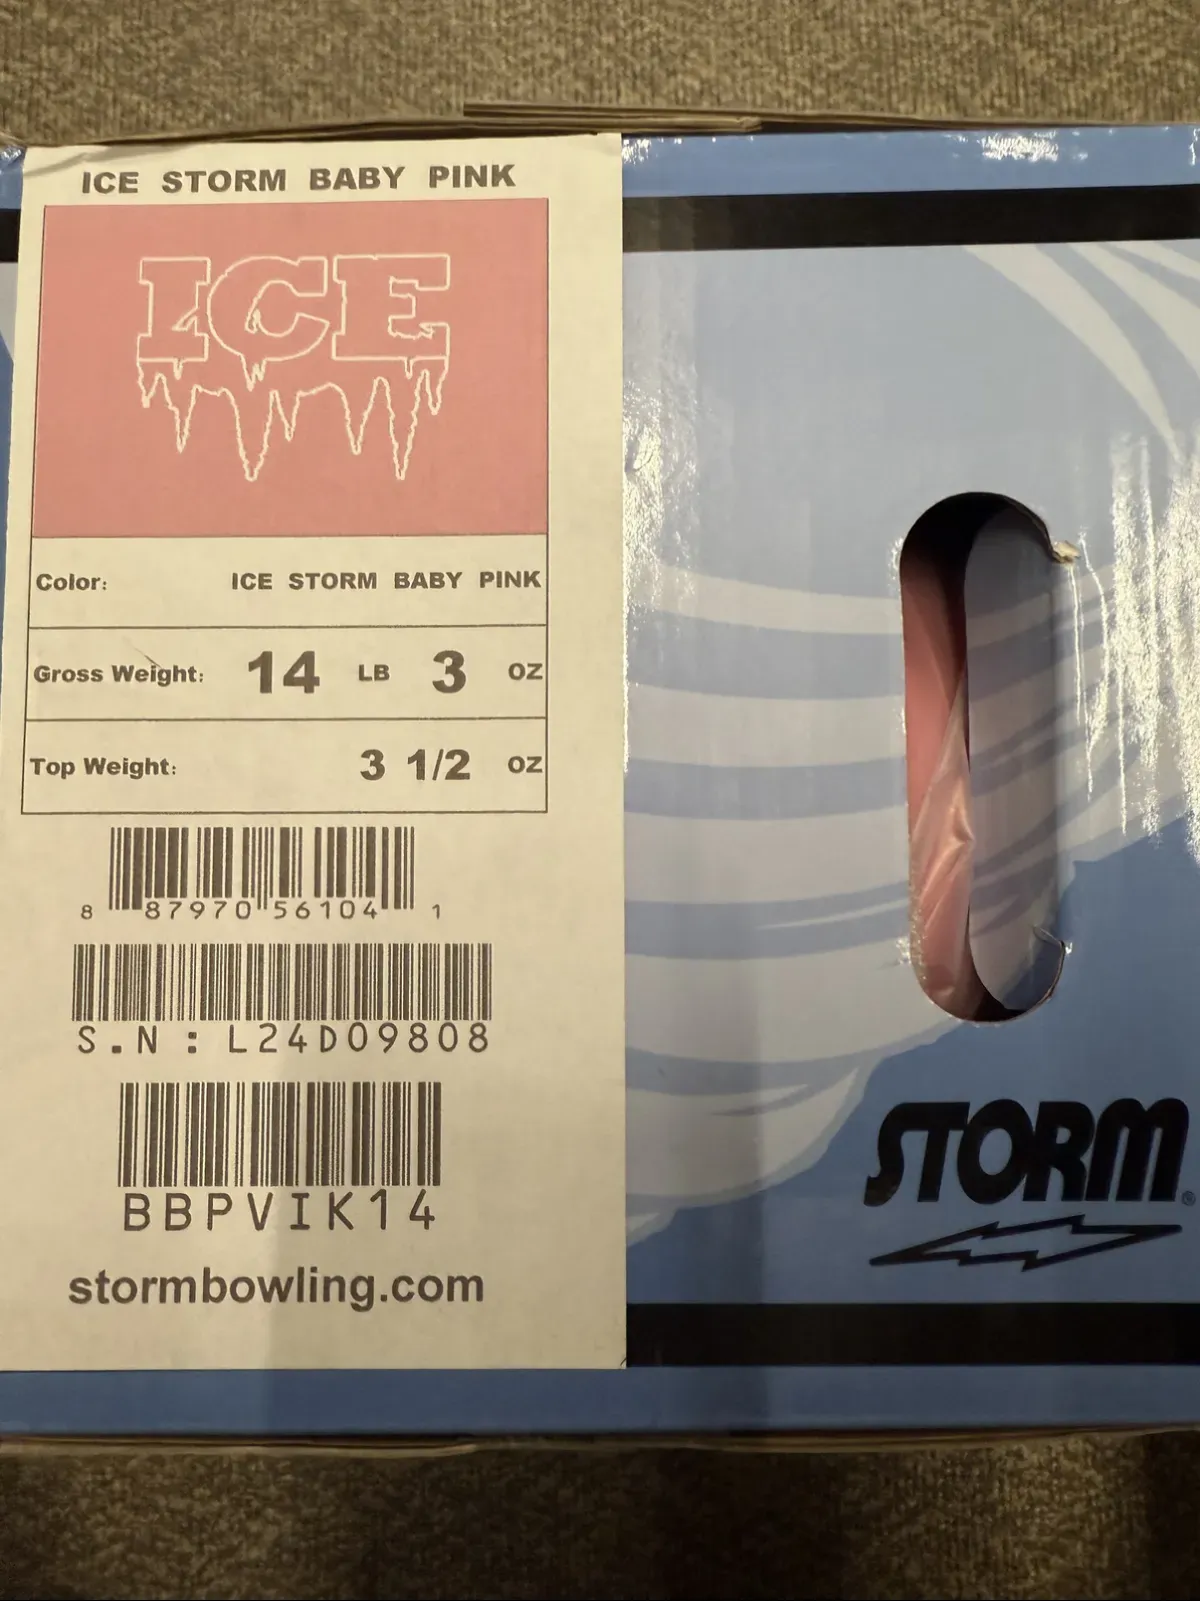 ICE STORM BABY PINK
ICE
Color: ICE STORM BABY PINK
Gross Weight: 14 LB 3 OZ
Top Weight: 3 1/2 OZ
8 87970 56104 1
S.N : L24D09808
BBPVIK14
stormbowling.com
STORM®